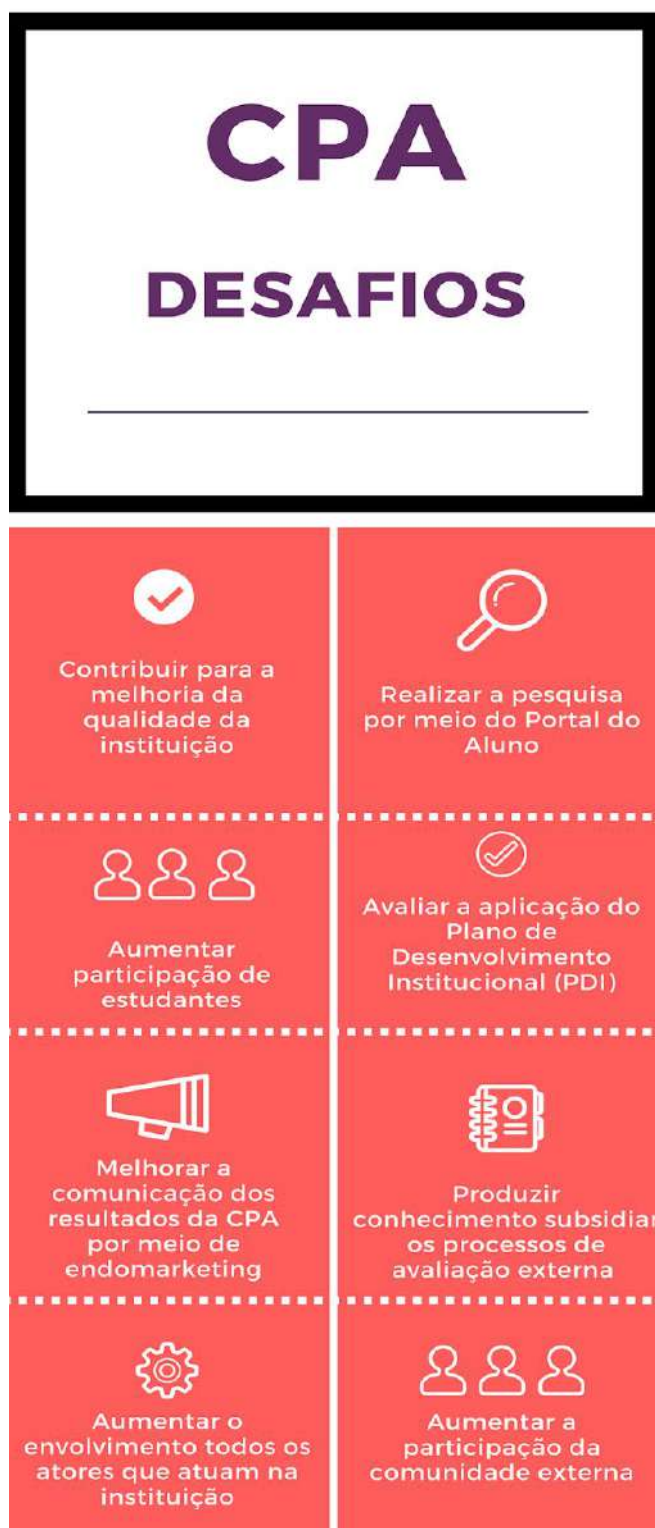 CPA
DESAFIOS
Contribuir para a
melhoria da
qualidade da
instituição
Realizar a pesquisa
por meio do Portal do
Aluno
Aumentar
participação de
estudantes
Avaliar a aplicação do
Plano de
Desenvolvimento
Institucional (PDI)
Melhorar a
comunicação dos
resultados da CPA
por meio de
endomarketing
Produzir
conhecimento subsidiar
os processos de
avaliação externa
Aumentar o
envolvimento todos os
atores que atuam na
instituição
Aumentar a
participação da
comunidade externa